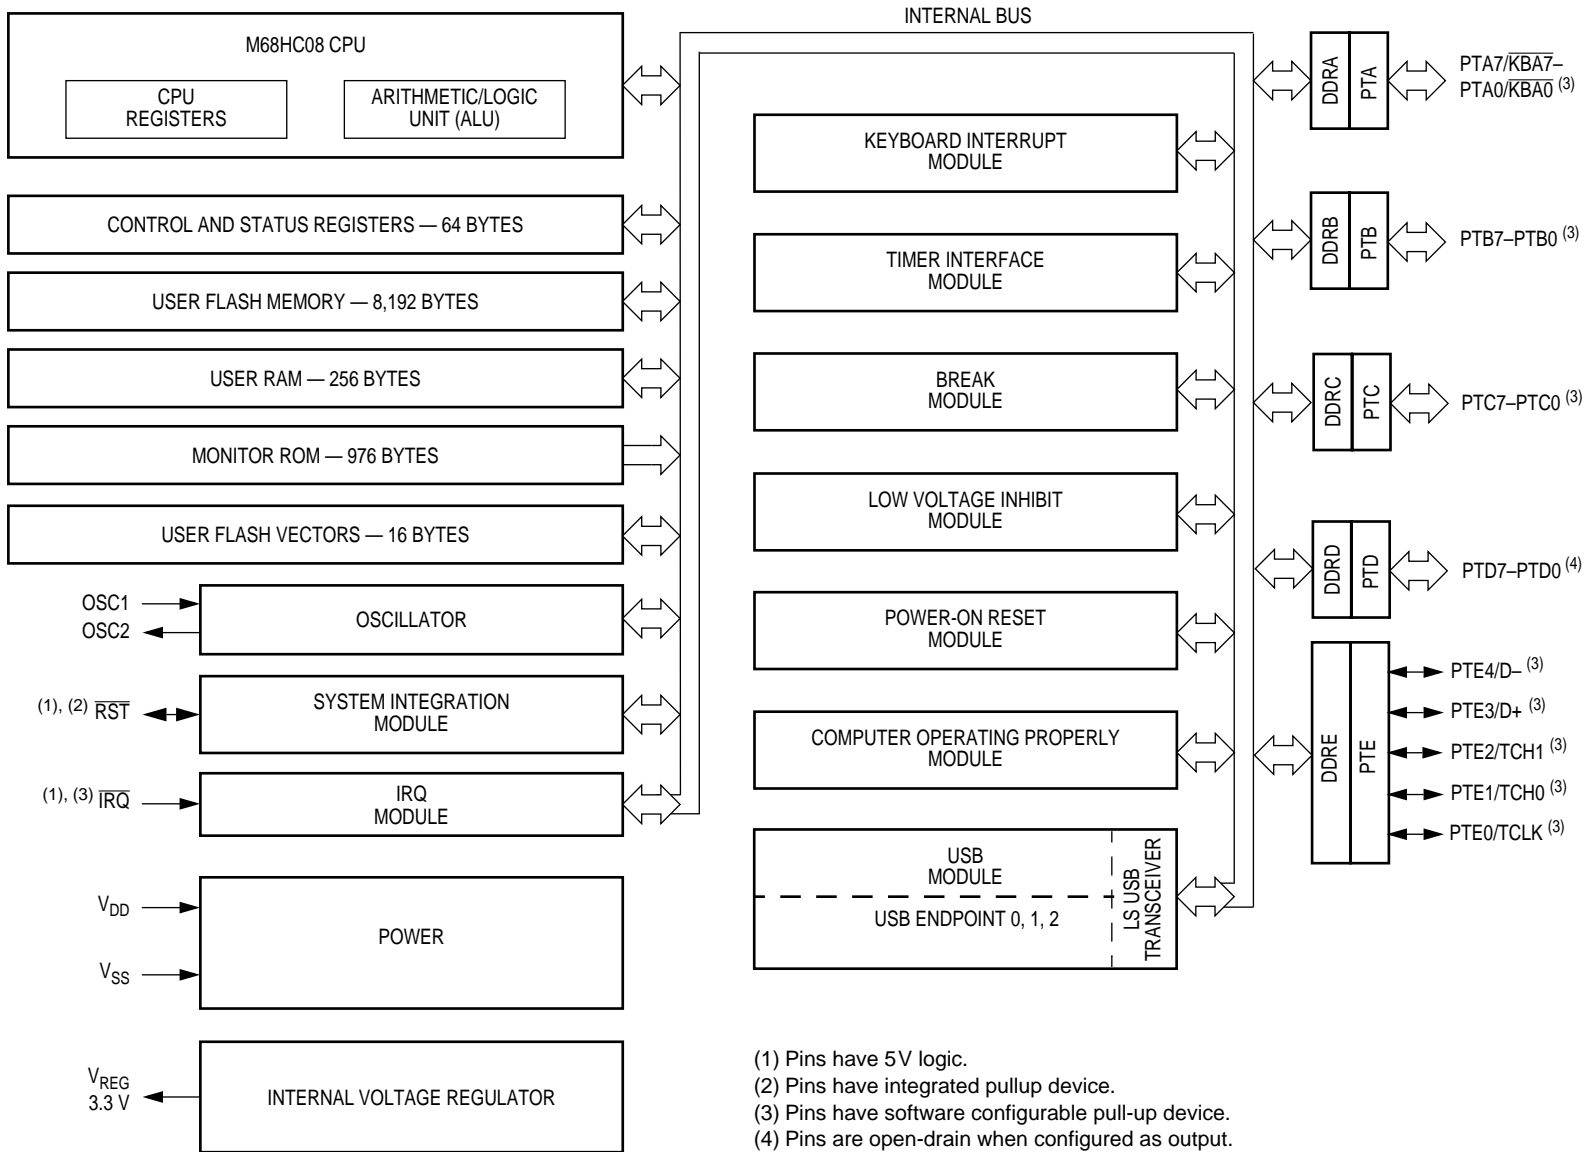 INTERNAL BUS
M68HC08 CPU
CPU
REGISTERS
ARITHMETIC/LOGIC
UNIT (ALU)
CONTROL AND STATUS REGISTERS — 64 BYTES
USER FLASH MEMORY — 8,192 BYTES
USER RAM — 256 BYTES
MONITOR ROM — 976 BYTES
USER FLASH VECTORS — 16 BYTES
OSC1
OSC2
OSCILLATOR
(1), (2) RST
SYSTEM INTEGRATION
MODULE
(1), (3) IRQ
IRQ
MODULE
VDD
VSS
POWER
VREG
3.3 V
INTERNAL VOLTAGE REGULATOR
KEYBOARD INTERRUPT
MODULE
TIMER INTERFACE
MODULE
BREAK
MODULE
LOW VOLTAGE INHIBIT
MODULE
POWER-ON RESET
MODULE
COMPUTER OPERATING PROPERLY
MODULE
USB
MODULE
USB ENDPOINT 0, 1, 2
LS USB
TRANSCEIVER
DDRA
PTA
PTA7/KBA7–
PTA0/KBA0 (3)
DDRB
PTB
PTB7–PTB0 (3)
DDRC
PTC
PTC7–PTC0 (3)
DDRD
PTD
PTD7–PTD0 (4)
DDRE
PTE
PTE4/D– (3)
PTE3/D+ (3)
PTE2/TCH1 (3)
PTE1/TCH0 (3)
PTE0/TCLK (3)
(1) Pins have 5V logic.
(2) Pins have integrated pullup device.
(3) Pins have software configurable pull-up device.
(4) Pins are open-drain when configured as output.